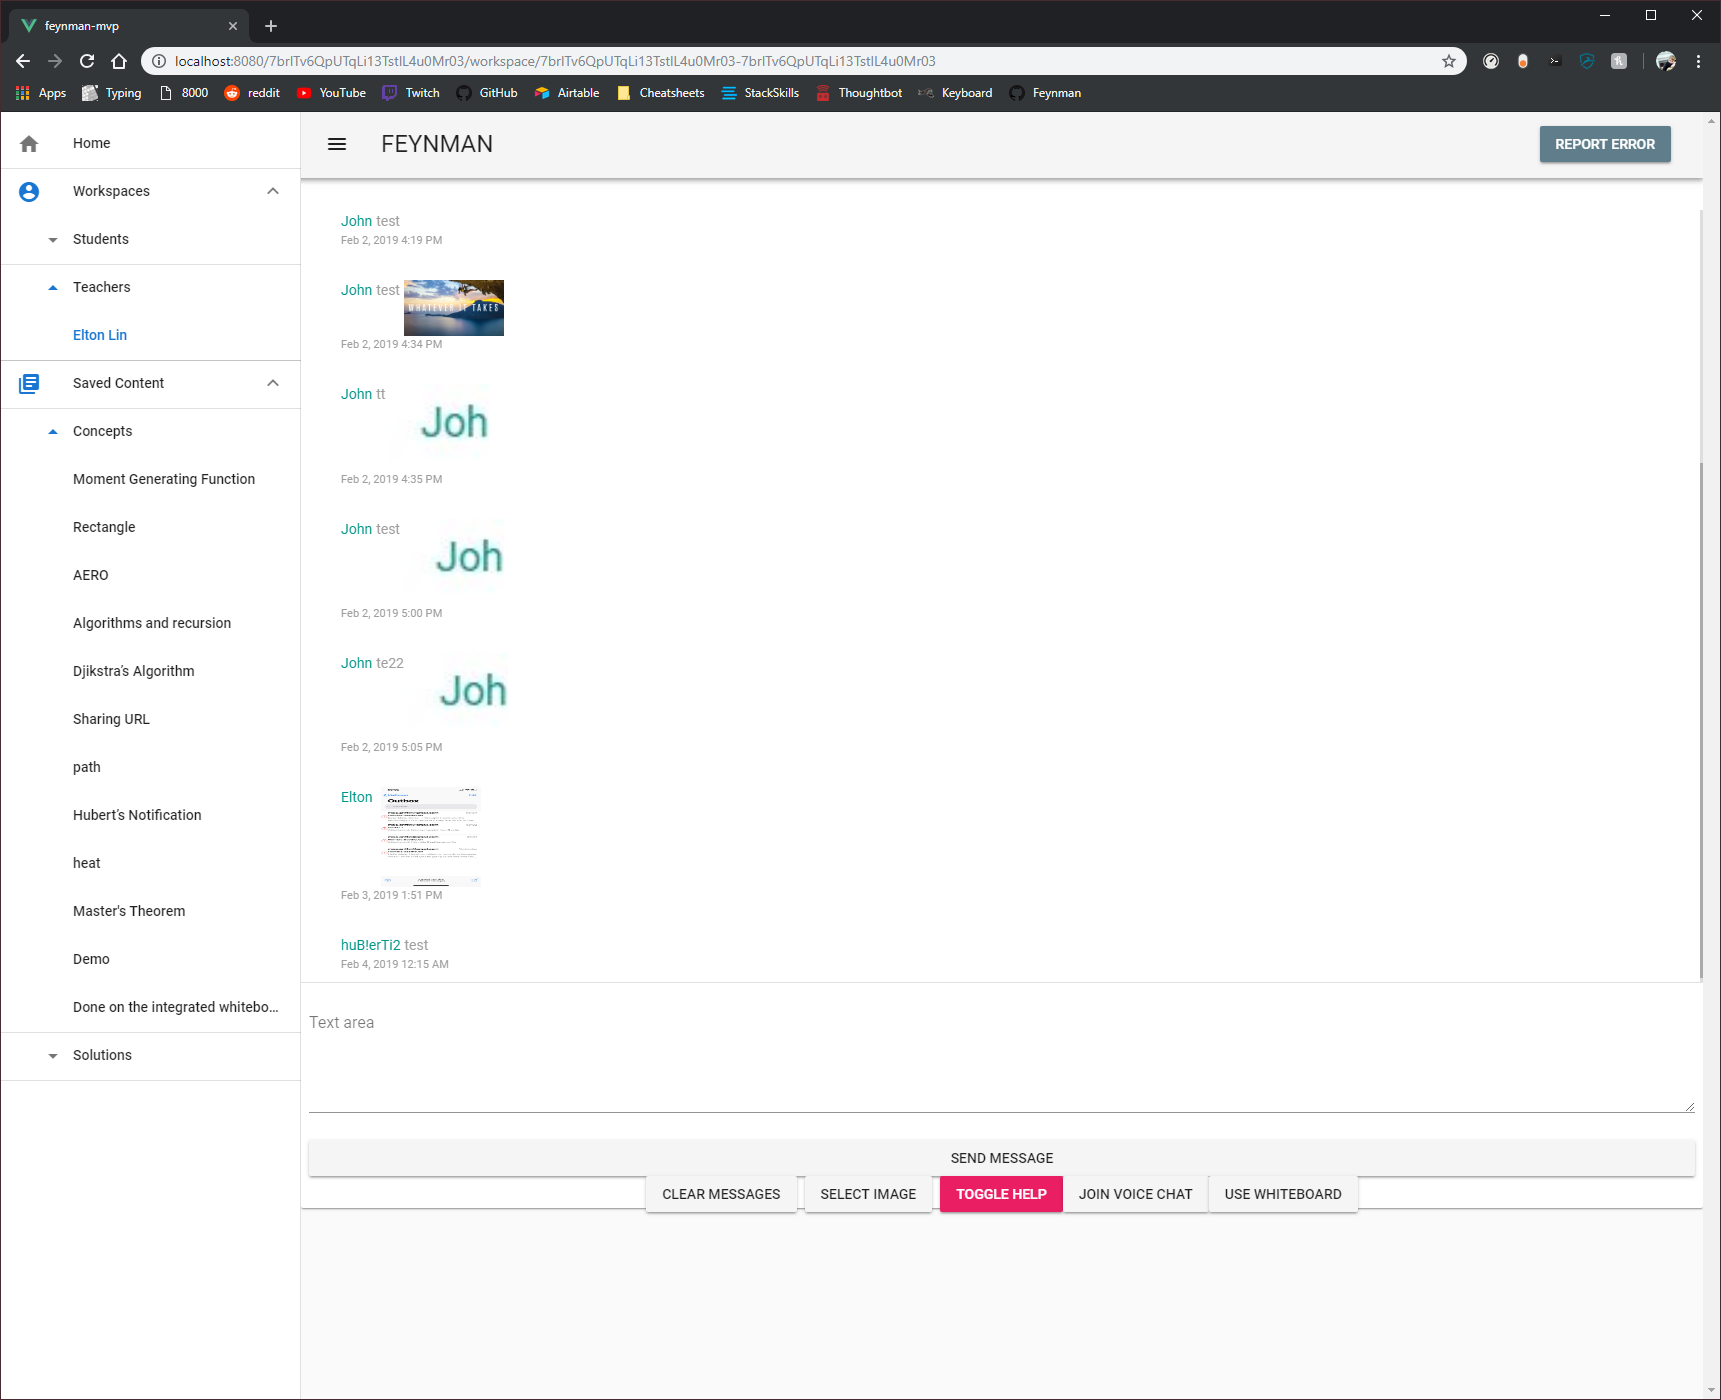 feynman-mvp
localhost:8080/7brlTv6QpUTqLi13TstlL4u0Mr03/workspace/7brlTv6QpUTqLi13TstlL4u0Mr03-7brlTv6QpUTqLi13TstlL4u0Mr03
Apps Typing 8000 reddit YouTube Twitch GitHub Airtable Cheatsheets StackSkills Thoughtbot Keyboard Feynman
Home
Workspaces
Students
Teachers
Elton Lin
Saved Content
Concepts
Moment Generating Function
Rectangle
AERO
Algorithms and recursion
Djikstra's Algorithm
Sharing URL
path
Hubert's Notification
heat
Master's Theorem
Demo
Done on the integrated whitebo...
Solutions
FEYNMAN
REPORT ERROR
John test
Feb 2, 2019 4:19 PM
John test
WHATEVER IT TAKES
Feb 2, 2019 4:34 PM
John tt
Joh
Feb 2, 2019 4:35 PM
John test
Joh
Feb 2, 2019 5:00 PM
John te22
Joh
Feb 2, 2019 5:05 PM
Elton
Outbox
Feb 3, 2019 1:51 PM
huB!erTi2 test
Feb 4, 2019 12:15 AM
Text area
SEND MESSAGE
CLEAR MESSAGES SELECT IMAGE TOGGLE HELP JOIN VOICE CHAT USE WHITEBOARD